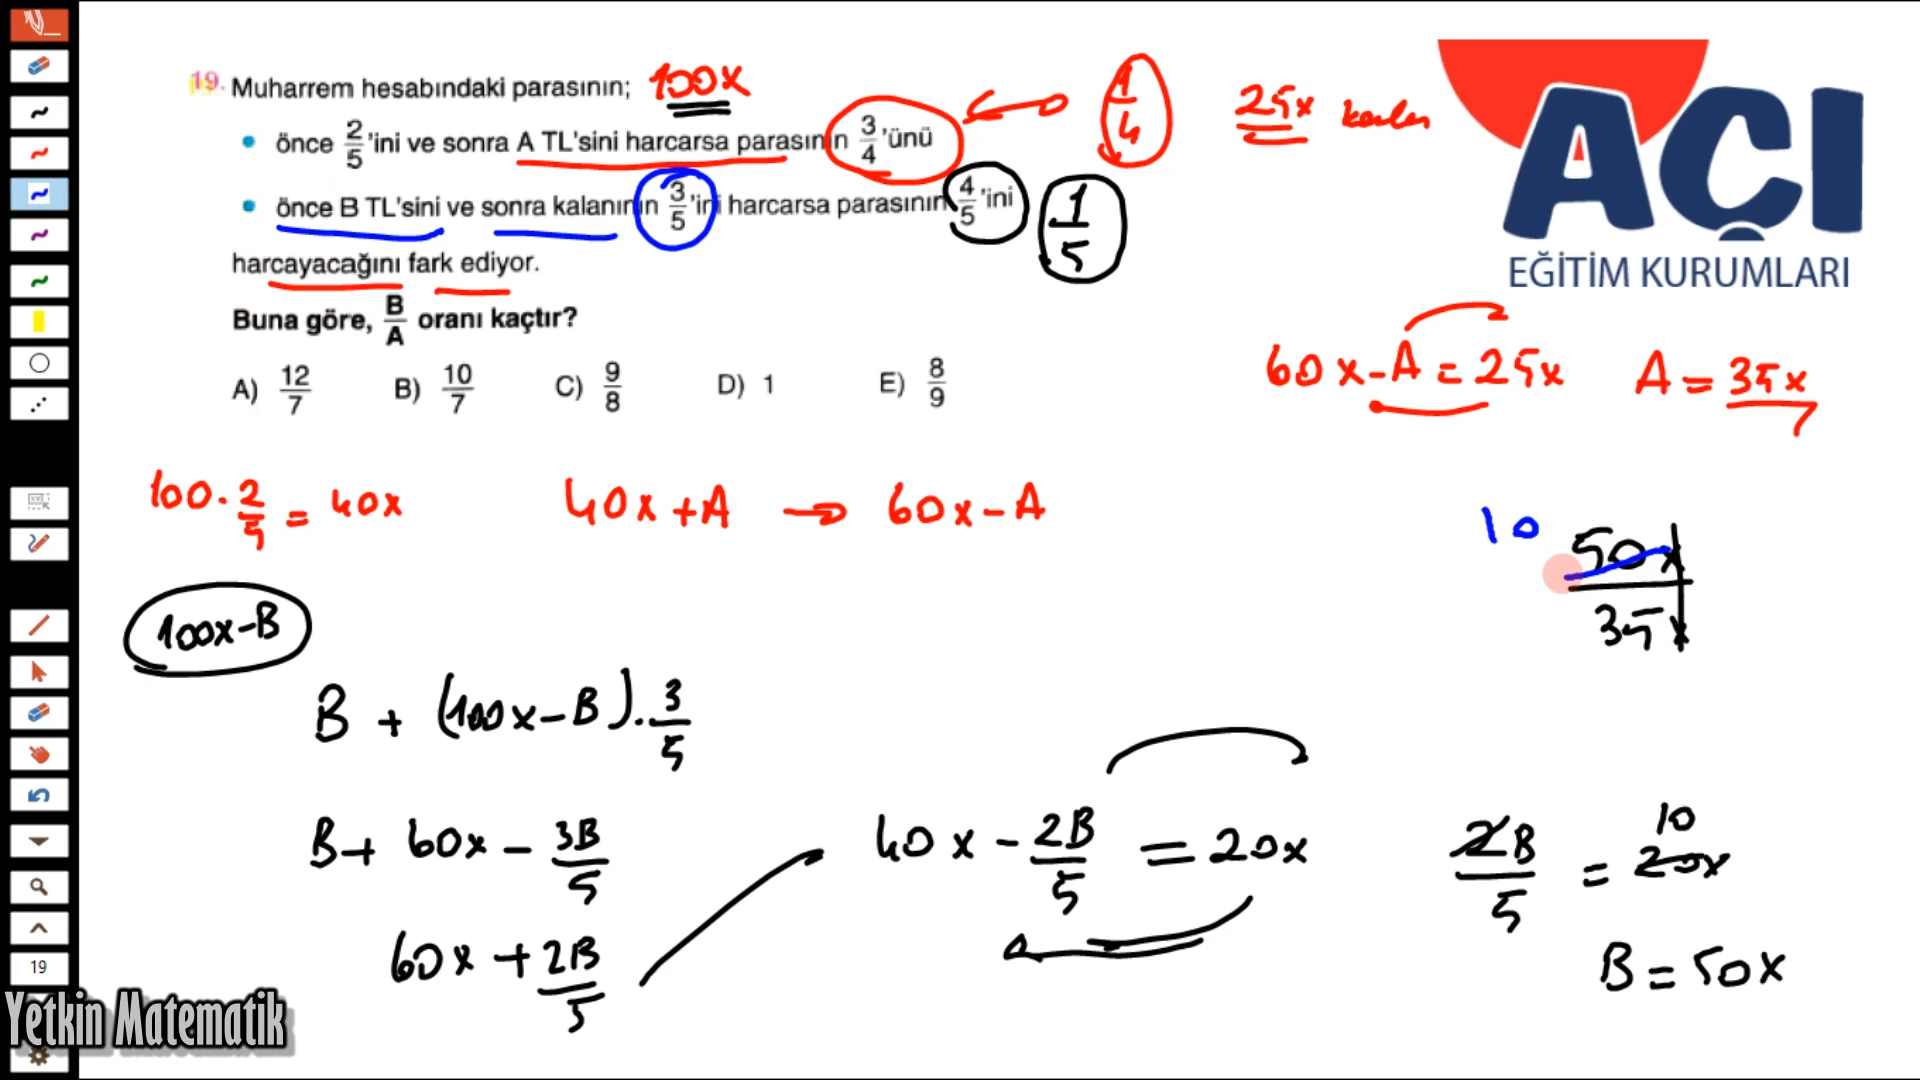 19. Muharrem hesabındaki parasının; 100x
• önce 2/5'ini ve sonra A TL'sini harcarsa parasının 3/4'ünü
1/4
25x kalır
• önce B TL'sini ve sonra kalanının 3/5'ini harcarsa parasının 4/5'ini
1/5
harcayacağını fark ediyor.
Buna göre, B/A oranı kaçtır?
A) 12/7 B) 10/7 C) 9/8 D) 1 E) 8/9
AÇI
EĞİTİM KURUMLARI
60x - A = 25x A = 35x
100 . 2/5 = 40x 40x + A → 60x - A
10 50x/35x
100x - B
B + (100x - B) . 3/5
B + 60x - 3B/5
40x - 2B/5 = 20x
2B/5 = 20x
10
60x + 2B/5
B = 50x
19
Yetkin Matematik